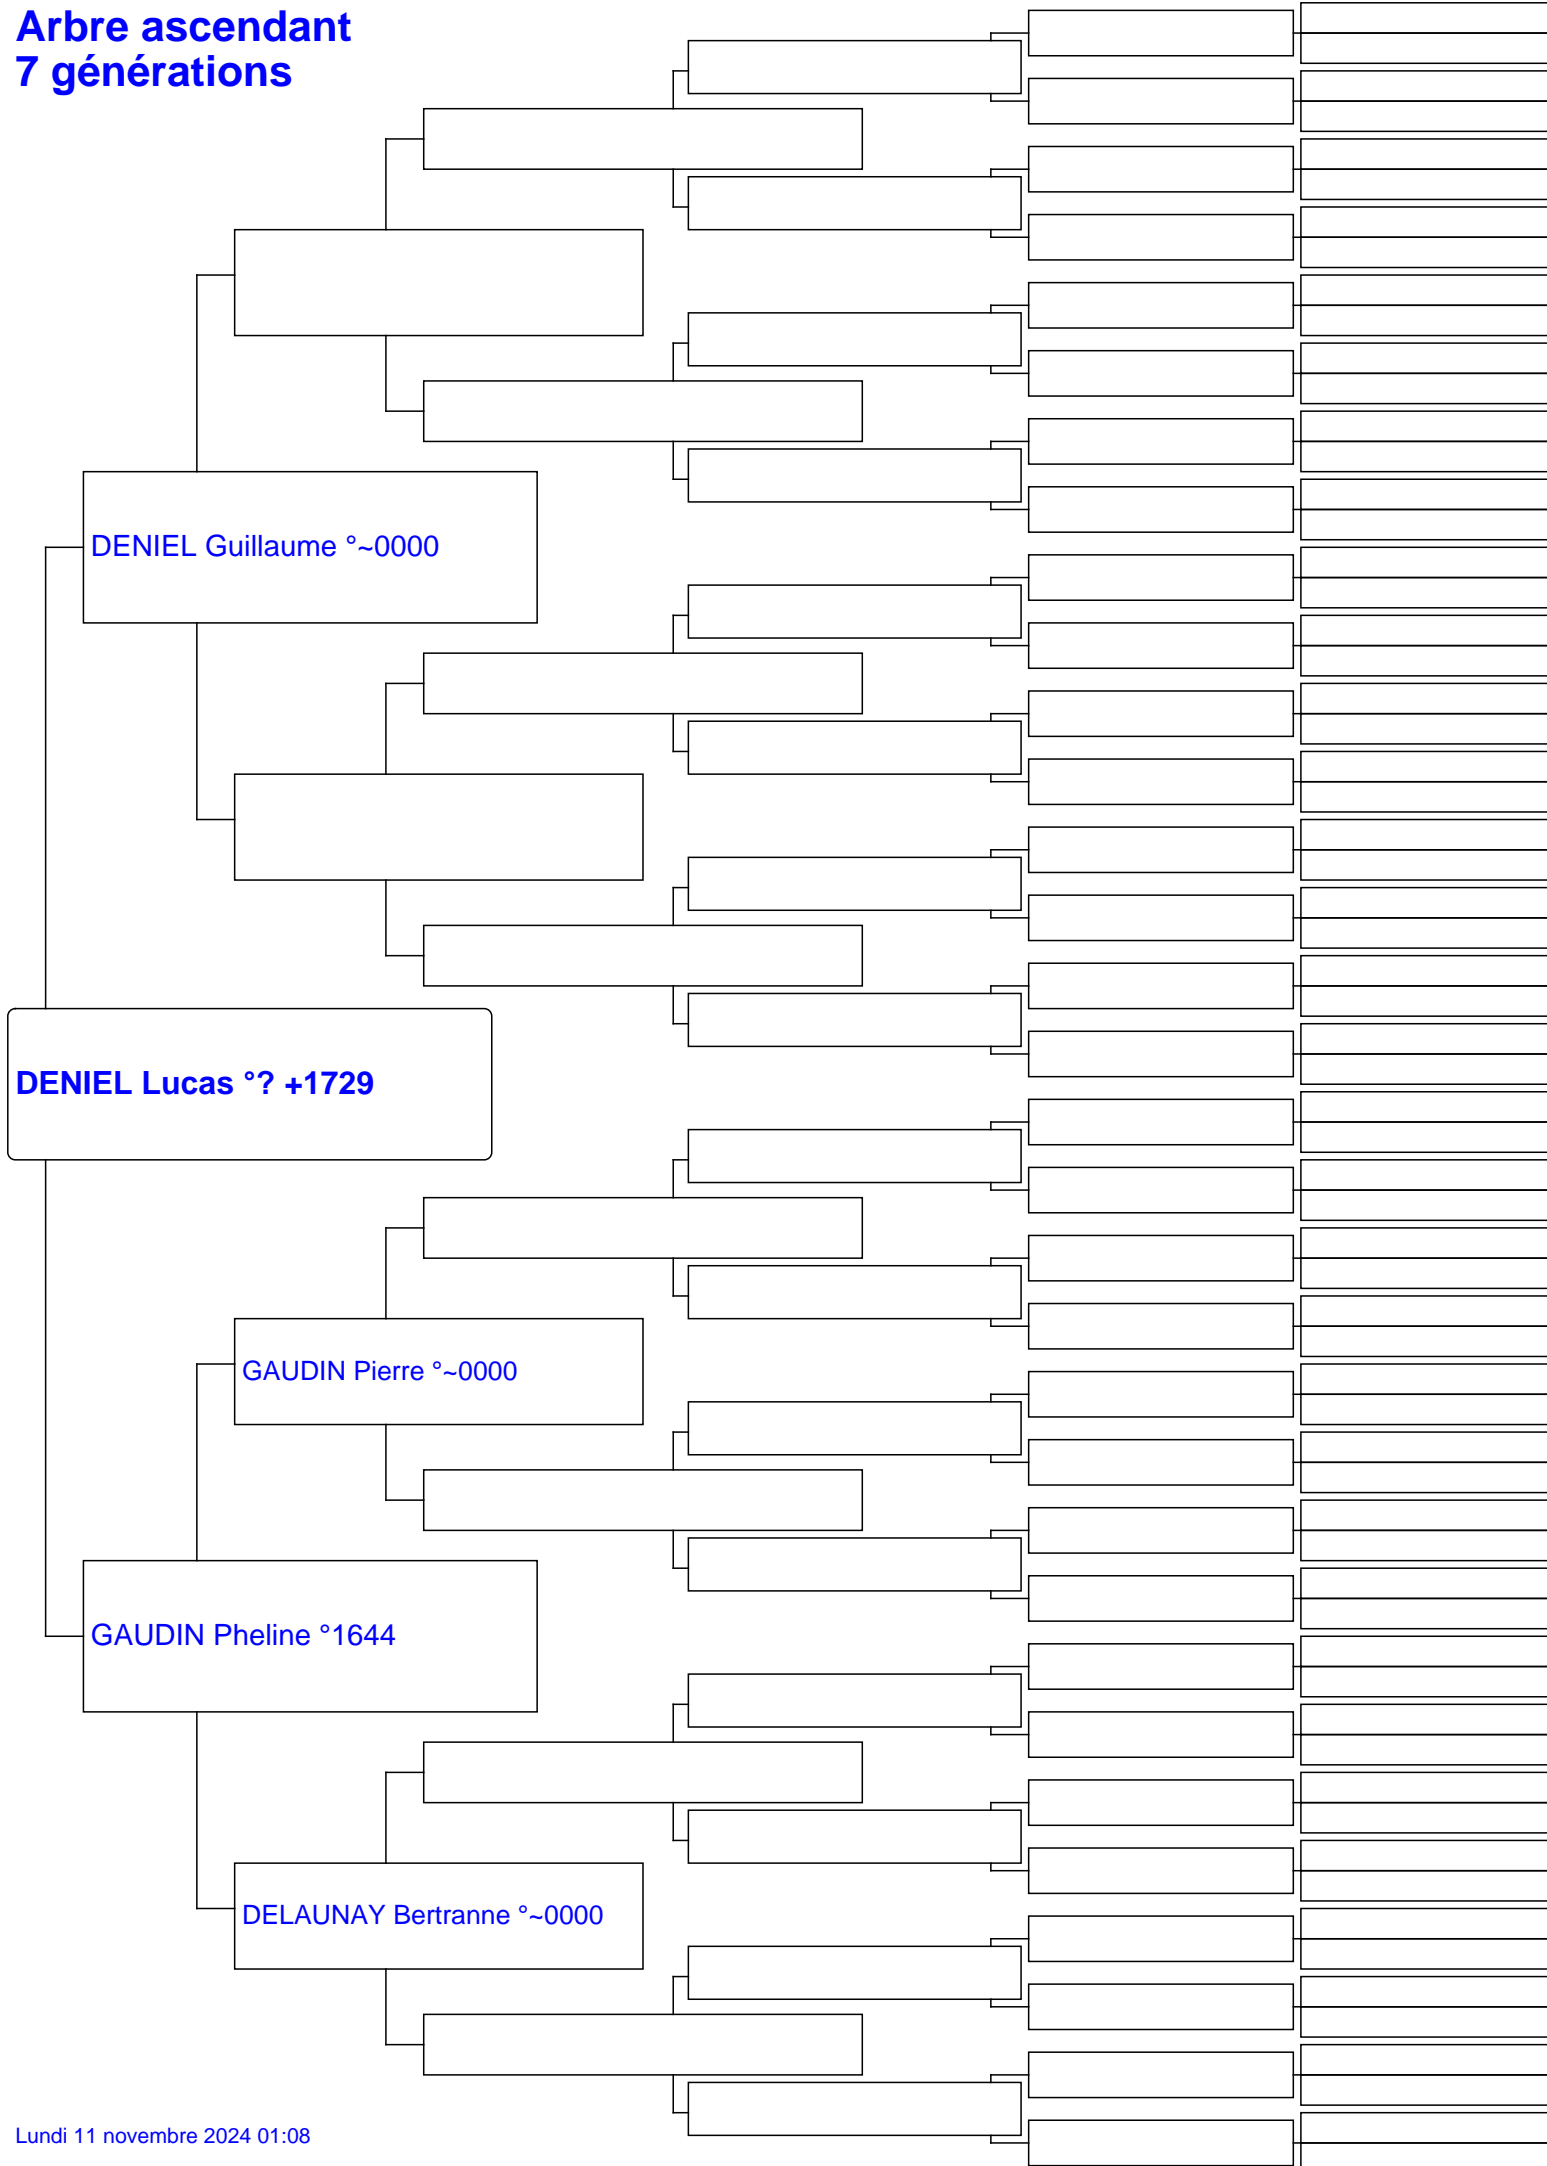 Arbre ascendant
7 générations
DENIEL Guillaume °~0000
DENIEL Lucas °? +1729
GAUDIN Pierre °~0000
GAUDIN Pheline °1644
DELAUNAY Bertranne °~0000
Lundi 11 novembre 2024 01:08